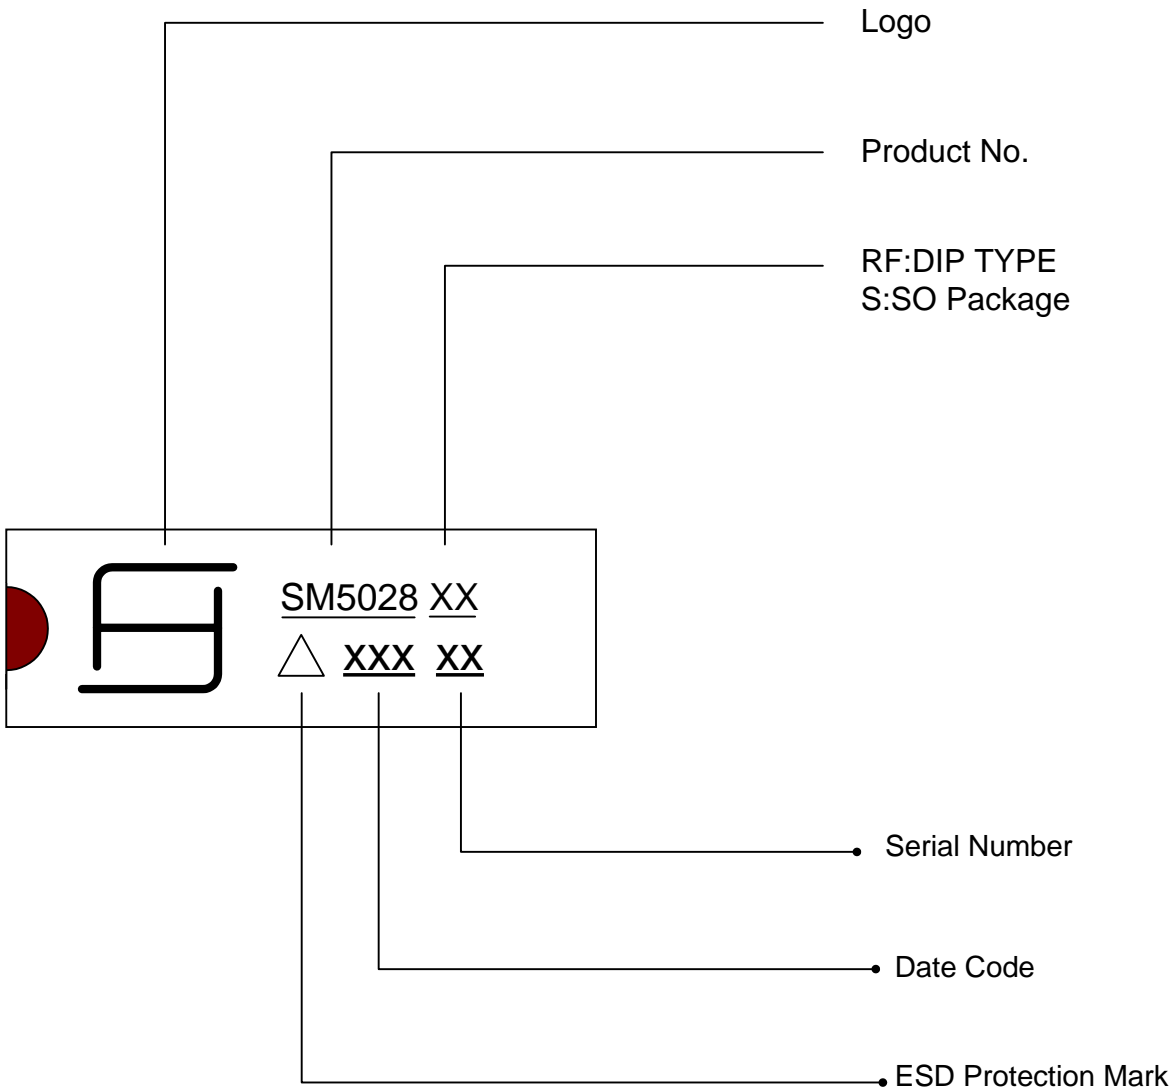 Logo
Product No.
RF:DIP TYPE
S:SO Package
SM5028 XX
XXX XX
Serial Number
Date Code
ESD Protection Mark